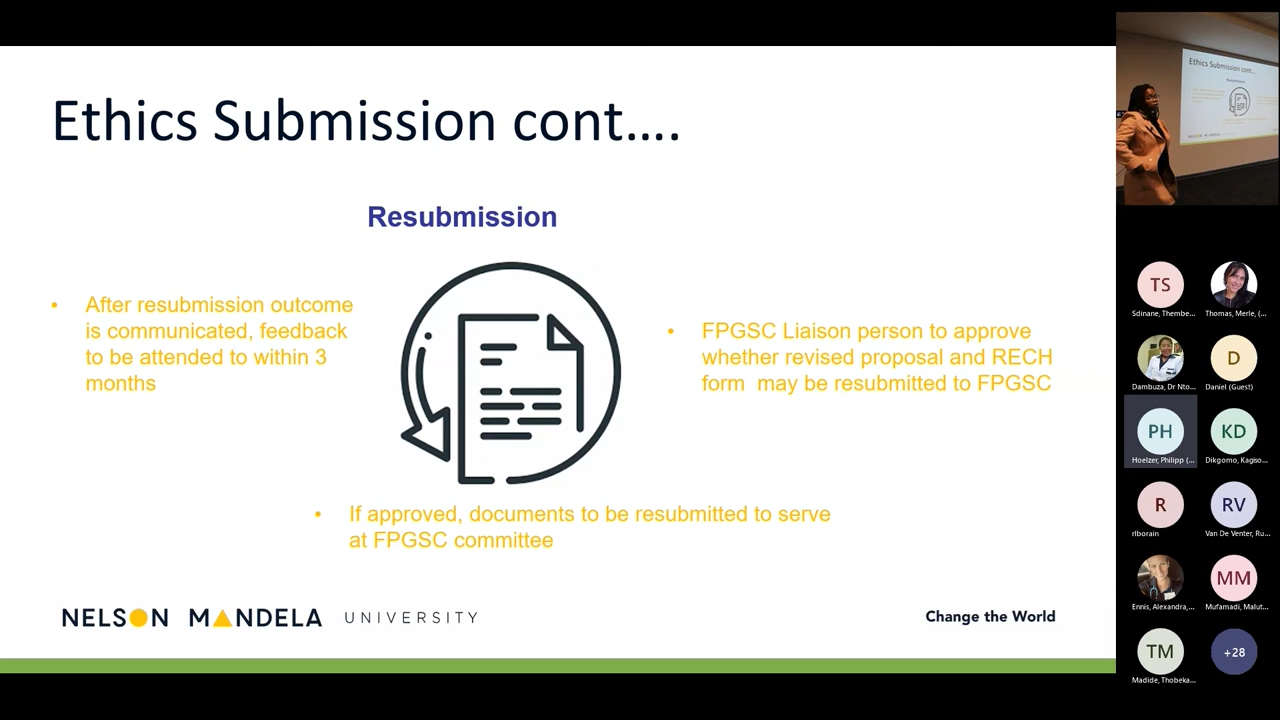 Ethics Submission cont….
Resubmission
• After resubmission outcome
is communicated, feedback
to be attended to within 3
months
• FPGSC Liaison person to approve
whether revised proposal and RECH
form may be resubmitted to FPGSC
• If approved, documents to be resubmitted to serve
at FPGSC committee
NELSON MANDELA UNIVERSITY
Change the World
Ethics Submission cont....
Resubmission
TS
Sdinane, Thembe...
Thomas, Merle, (...
Dambuza, Dr Nto...
D
Daniel (Guest)
PH
Hoelzer, Philipp (...
KD
Dikgomo, Kagiso...
R
rlborain
RV
Van De Venter, Ru...
Ennis, Alexandra,...
MM
Mufamadi, Malut...
TM
Madide, Thobeka...
+28